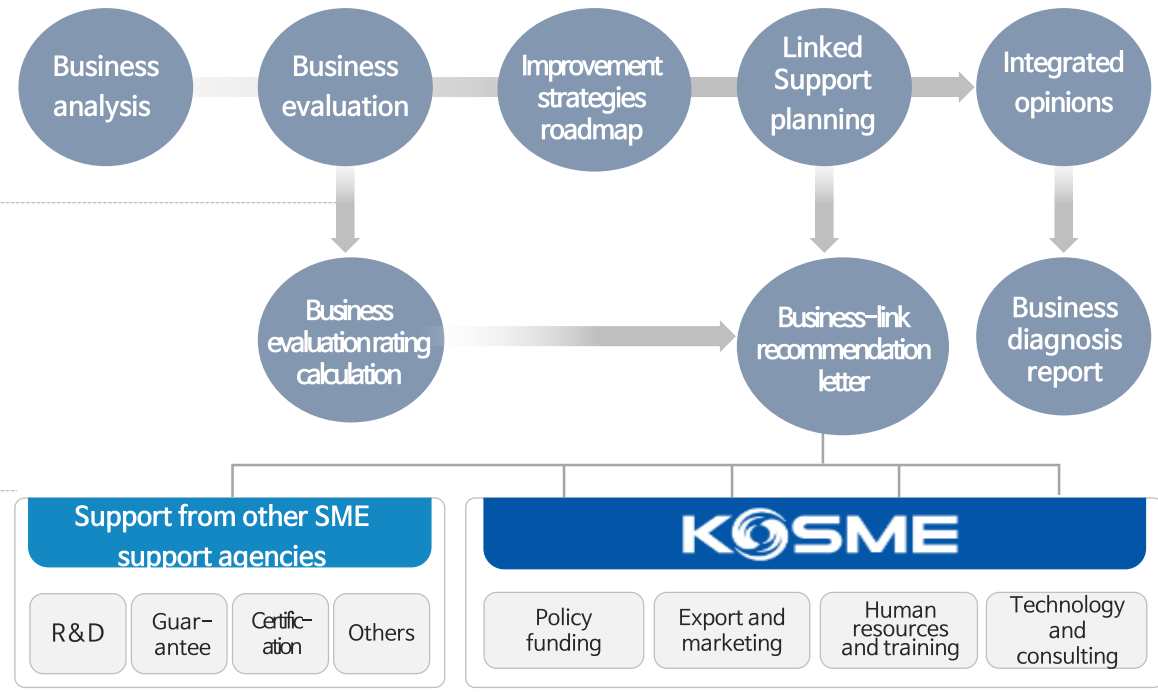 Business
analysis
Business
evaluation
Improvement
strategies
roadmap
Linked
Support
planning
Integrated
opinions
Business
evaluation rating
calculation
Business-link
recommendation
letter
Business
diagnosis
report
Support from other SME
support agencies
KOSME
R&D
Guar-
antee
Certific-
ation
Others
Policy
funding
Export and
marketing
Human
resources
and training
Technology
and
consulting